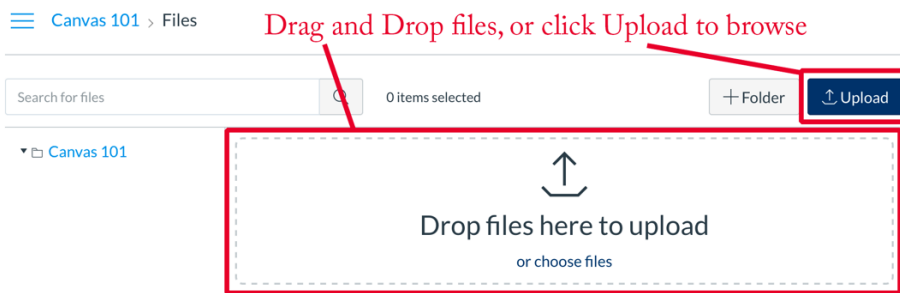 Canvas 101 > Files
Drag and Drop files, or click Upload to browse
Search for files
0 items selected
+Folder
Upload
Canvas 101
Drop files here to upload
or choose files